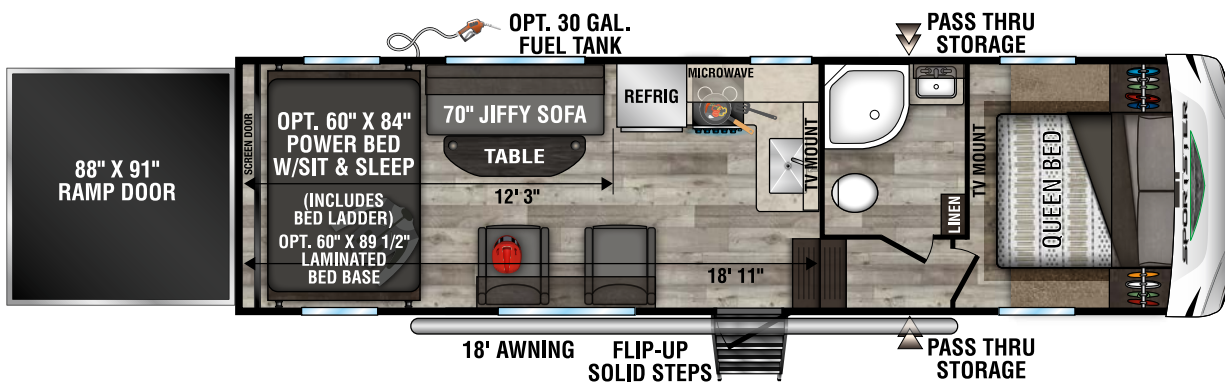 OPT. 30 GAL.
FUEL TANK
PASS THRU
STORAGE
88" X 91"
RAMP DOOR
SCREEN DOOR
OPT. 60" X 84"
POWER BED
W/SIT & SLEEP
(INCLUDES
BED LADDER)
OPT. 60" X 89 1/2"
LAMINATED
BED BASE
70" JIFFY SOFA
TABLE
12' 3"
18' 11"
REFRIG
MICROWAVE
TV MOUNT
LINEN
TV MOUNT
QUEEN BED
SPORTSTER
18' AWNING
FLIP-UP
SOLID STEPS
PASS THRU
STORAGE